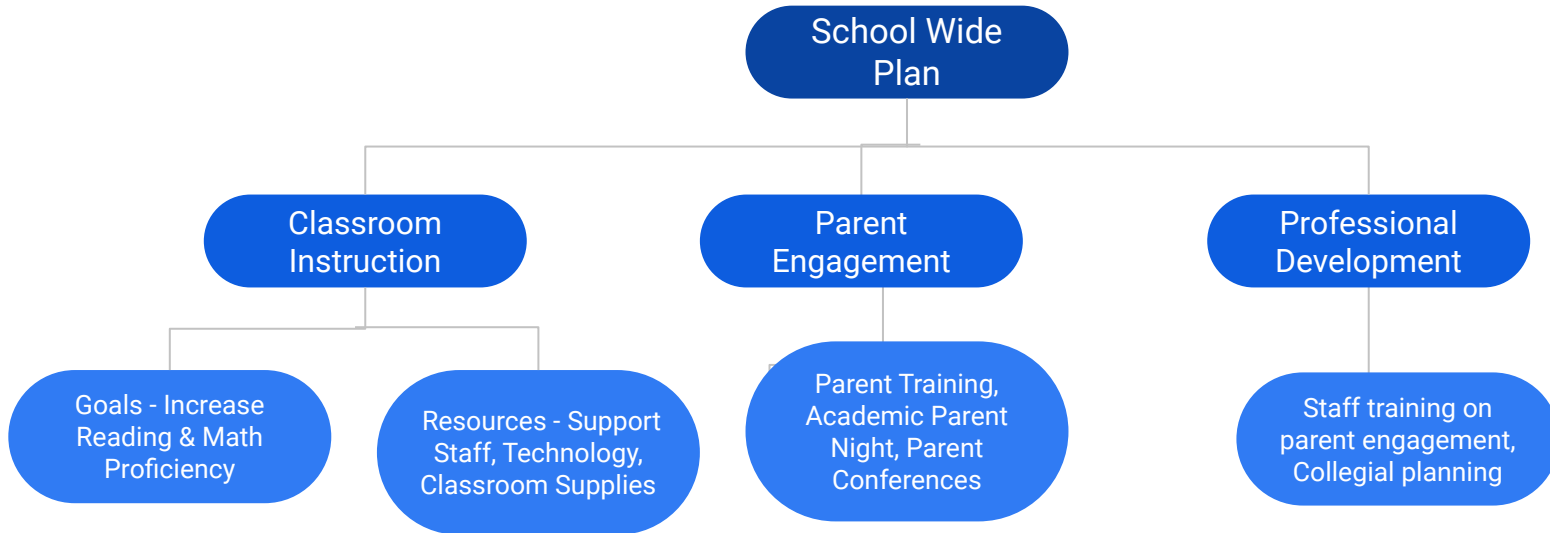 School Wide
Plan
Classroom
Instruction
Parent
Engagement
Professional
Development
Goals - Increase
Reading & Math
Proficiency
Resources - Support
Staff, Technology,
Classroom Supplies
Parent Training,
Academic Parent
Night, Parent
Conferences
Staff training on
parent engagement,
Collegial planning